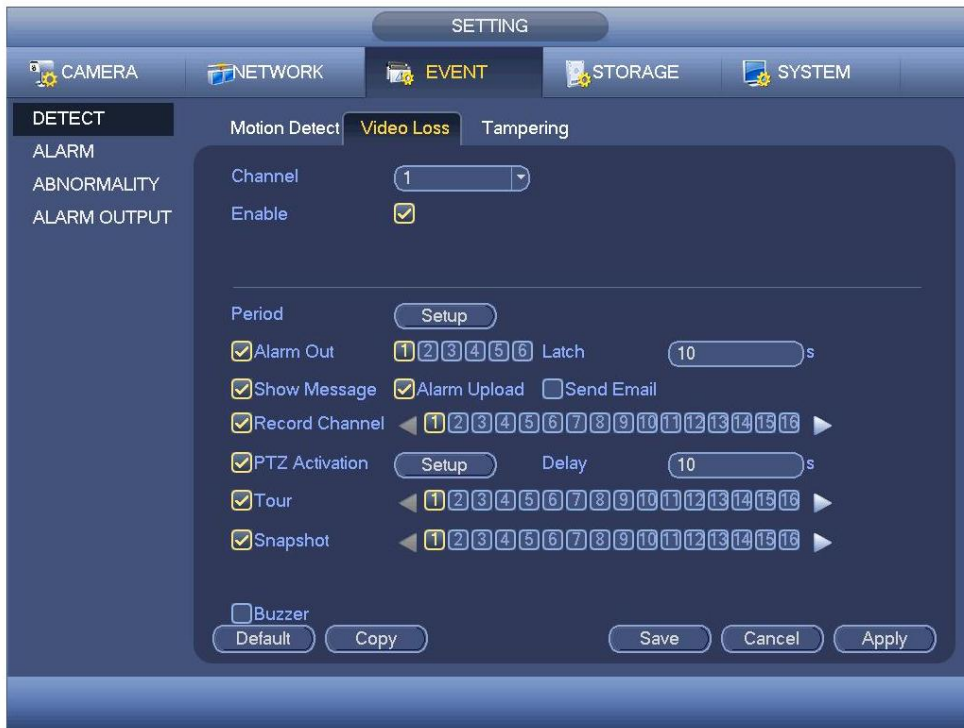 SETTING
CAMERA NETWORK EVENT STORAGE SYSTEM
DETECT
ALARM
ABNORMALITY
ALARM OUTPUT
Motion Detect Video Loss Tampering
Channel 1
Enable
Period Setup
Alarm Out 1 2 3 4 5 6 Latch 10 s
Show Message Alarm Upload Send Email
Record Channel 1 2 3 4 5 6 7 8 9 10 11 12 13 14 15 16
PTZ Activation Setup Delay 10 s
Tour 1 2 3 4 5 6 7 8 9 10 11 12 13 14 15 16
Snapshot 1 2 3 4 5 6 7 8 9 10 11 12 13 14 15 16
Buzzer
Default Copy Save Cancel Apply